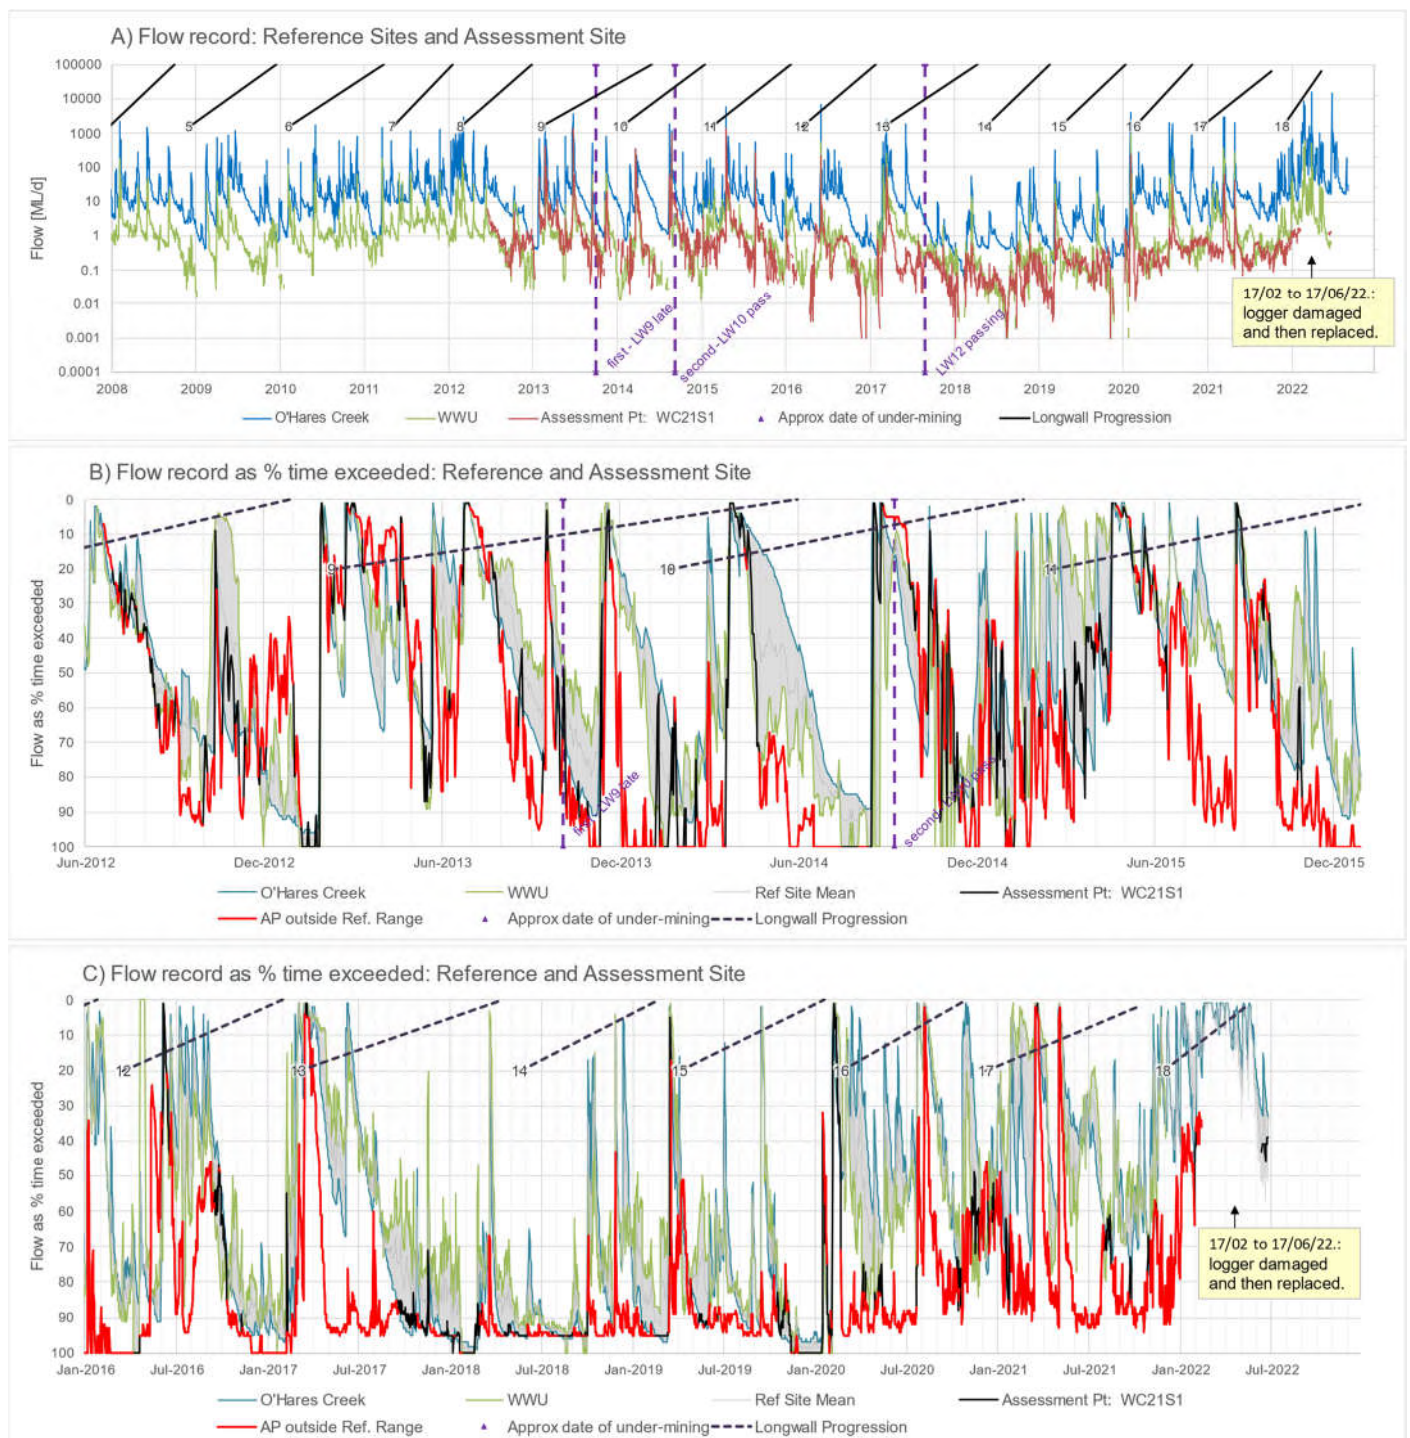 A) Flow record: Reference Sites and Assessment Site
Flow [ML/d]
100000
10000
1000
100
10
1
0.1
0.01
0.001
0.0001
5
6
7
8
9
10
11
12
13
14
15
16
17
18
first - LW9 late
second - LW10 pass
LW12 passing
17/02 to 17/06/22.:
logger damaged
and then replaced.
2008 2009 2010 2011 2012 2013 2014 2015 2016 2017 2018 2019 2020 2021 2022
O'Hares Creek WWU Assessment Pt: WC21S1 Approx date of under-mining Longwall Progression
B) Flow record as % time exceeded: Reference and Assessment Site
Flow as % time exceeded
0
10
20
30
40
50
60
70
80
90
100
9
10
11
first - LW9 late
second - LW10 pass
Jun-2012 Dec-2012 Jun-2013 Dec-2013 Jun-2014 Dec-2014 Jun-2015 Dec-2015
O'Hares Creek WWU Ref Site Mean Assessment Pt: WC21S1
AP outside Ref. Range Approx date of under-mining Longwall Progression
C) Flow record as % time exceeded: Reference and Assessment Site
Flow as % time exceeded
0
10
20
30
40
50
60
70
80
90
100
12
13
14
15
16
17
18
17/02 to 17/06/22.:
logger damaged
and then replaced.
Jan-2016 Jul-2016 Jan-2017 Jul-2017 Jan-2018 Jul-2018 Jan-2019 Jul-2019 Jan-2020 Jul-2020 Jan-2021 Jul-2021 Jan-2022 Jul-2022
O'Hares Creek WWU Ref Site Mean Assessment Pt: WC21S1
AP outside Ref. Range Approx date of under-mining Longwall Progression